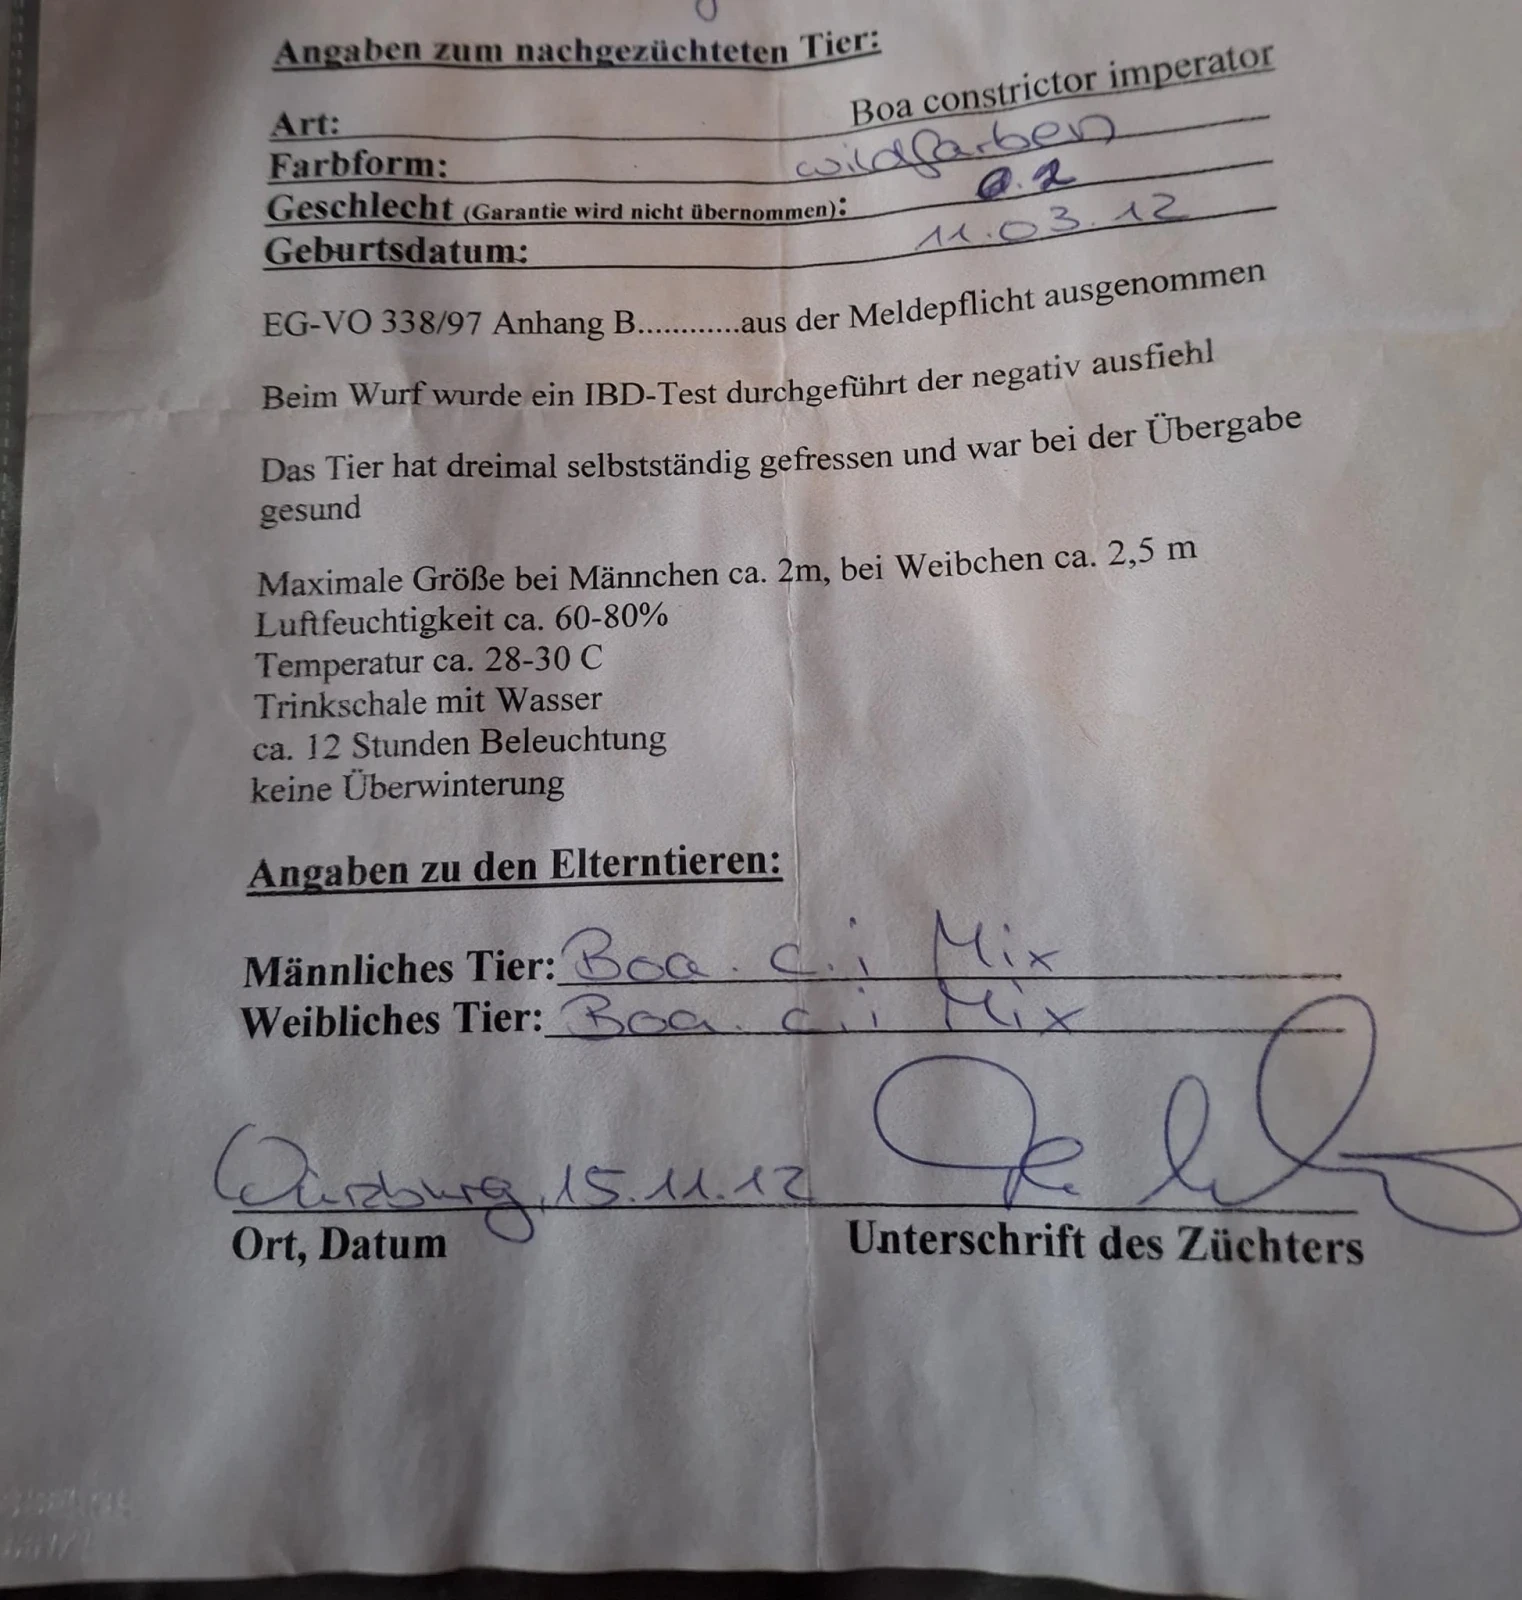 Angaben zum nachgezüchteten Tier:
Art: Boa constrictor imperator
Farbform: wildfarben
Geschlecht (Garantie wird nicht übernommen): 0.2
Geburtsdatum: 11.03.12
EG-VO 338/97 Anhang B............aus der Meldepflicht ausgenommen
Beim Wurf wurde ein IBD-Test durchgeführt der negativ ausfiehl
Das Tier hat dreimal selbstständig gefressen und war bei der Übergabe
gesund
Maximale Größe bei Männchen ca. 2m, bei Weibchen ca. 2,5 m
Luftfeuchtigkeit ca. 60-80%
Temperatur ca. 28-30 C
Trinkschale mit Wasser
ca. 12 Stunden Beleuchtung
keine Überwinterung
Angaben zu den Elterntieren:
Männliches Tier: Boa. c. i Mix
Weibliches Tier: Boa. c. i Mix
Würzburg, 15.11.12
Ort, Datum Unterschrift des Züchters